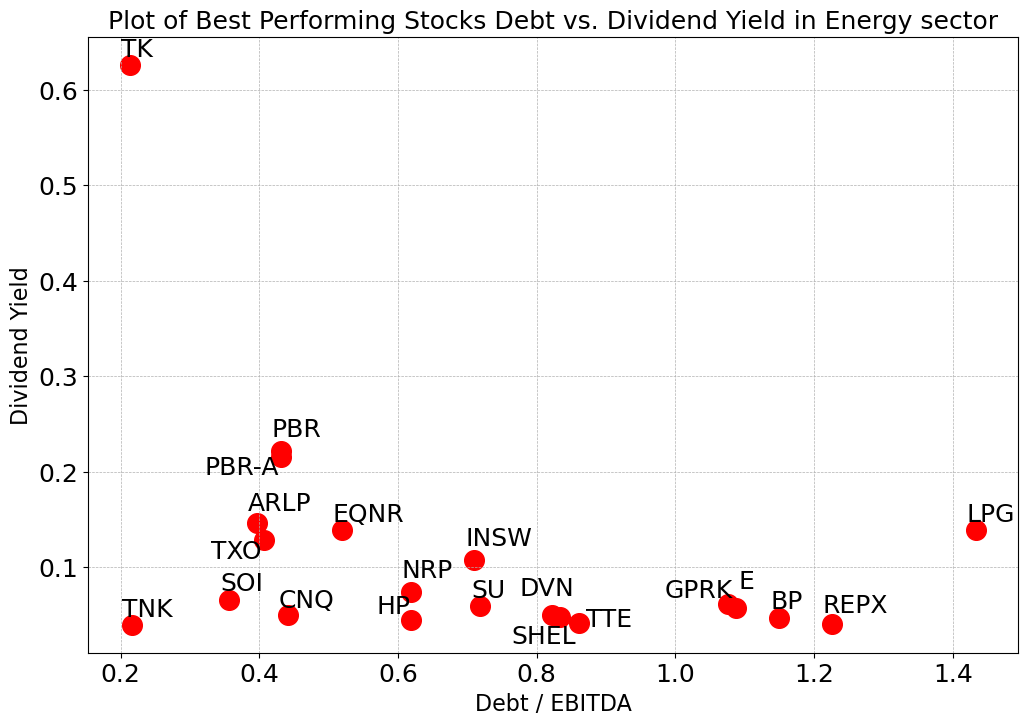 Plot of Best Performing Stocks Debt vs. Dividend Yield in Energy sector
TK
0.6
0.5
0.4
0.3
Dividend Yield
PBR
PBR-A
0.2
ARLP
EQNR
LPG
INSW
TXO
0.1
SOI
NRP
SU
DVN
GPRK
E
TNK
CNQ
HP
BP
REPX
SHEL
TTE
0.2
0.4
0.6
0.8
1.0
1.2
1.4
Debt / EBITDA